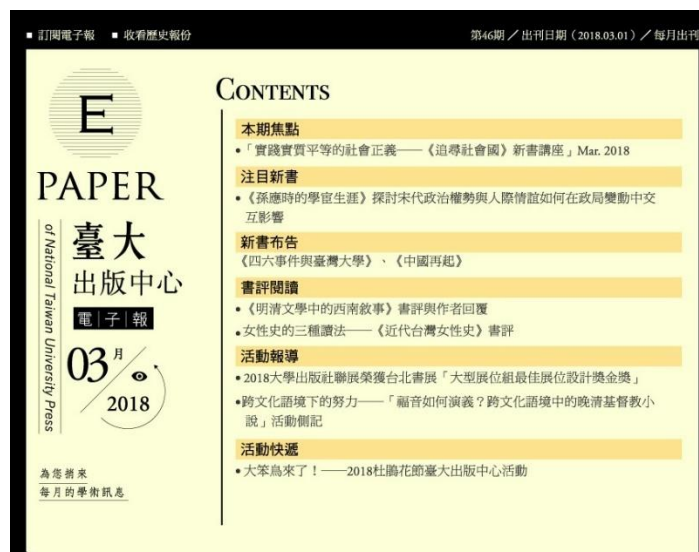 ■ 訂閱電子報 ■ 收看歷史報份
第46期／出刊日期（2018.03.01）／每月出刊
E
PAPER
of National Taiwan University Press
臺大
出版中心
電|子|報
03月
2018
為您捎來
每月的學術訊息
CONTENTS
本期焦點
•「實踐實質平等的社會正義——《追尋社會國》新書講座」Mar. 2018
注目新書
•《孫應時的學宦生涯》探討宋代政治權勢與人際情誼如何在政局變動中交
互影響
新書布告
《四六事件與臺灣大學》、《中國再起》
書評閱讀
•《明清文學中的西南敘事》書評與作者回覆
•女性史的三種讀法——《近代台灣女性史》書評
活動報導
•2018大學出版社聯展榮獲台北書展「大型展位組最佳展位設計獎金獎」
•跨文化語境下的努力——「福音如何演義？跨文化語境中的晚清基督教小
說」活動側記
活動快遞
•大笨鳥來了！——2018杜鵑花節臺大出版中心活動